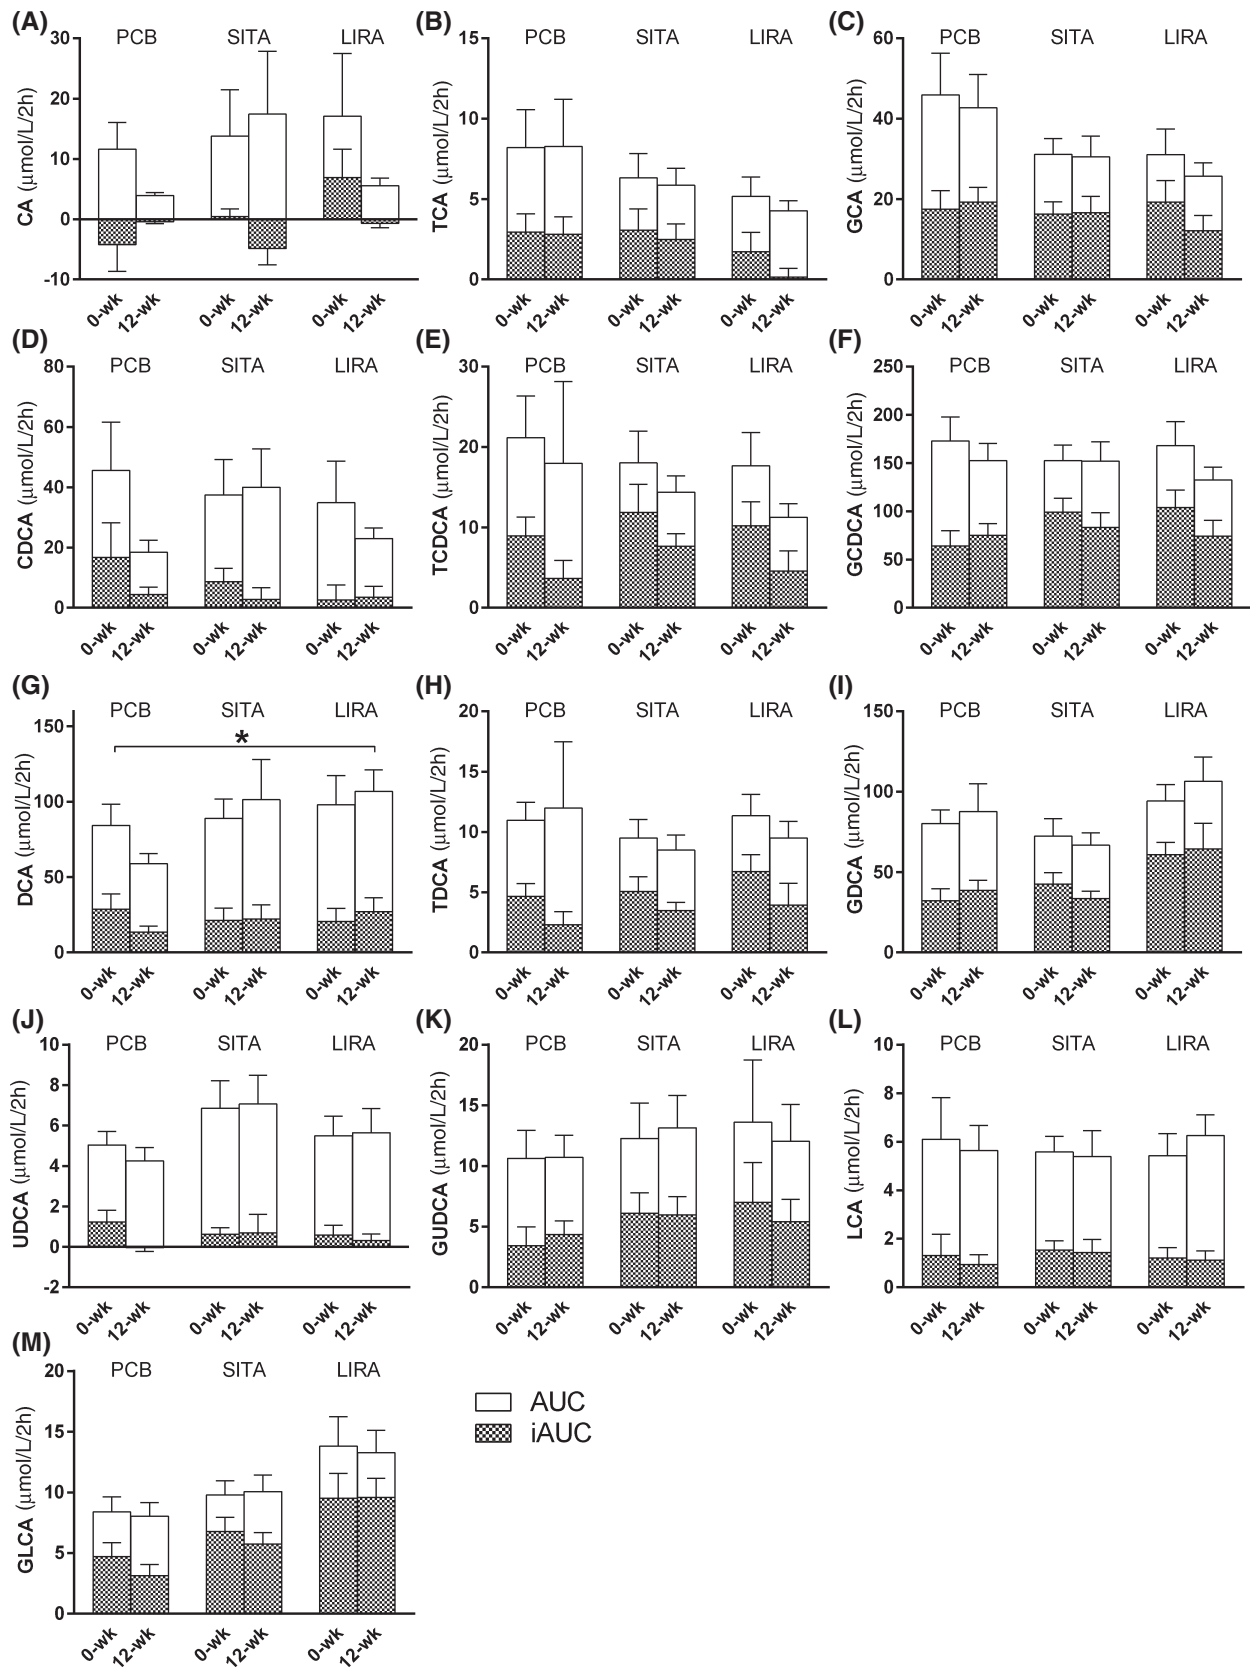 (A)
PCB SITA LIRA
CA (μmol/L/2h)
30
20
10
0
-10
0-wk 12-wk 0-wk 12-wk 0-wk 12-wk
(B)
PCB SITA LIRA
TCA (μmol/L/2h)
15
10
5
0
0-wk 12-wk 0-wk 12-wk 0-wk 12-wk
(C)
PCB SITA LIRA
GCA (μmol/L/2h)
60
40
20
0
0-wk 12-wk 0-wk 12-wk 0-wk 12-wk
(D)
PCB SITA LIRA
CDCA (μmol/L/2h)
80
60
40
20
0
0-wk 12-wk 0-wk 12-wk 0-wk 12-wk
(E)
PCB SITA LIRA
TCDCA (μmol/L/2h)
30
20
10
0
0-wk 12-wk 0-wk 12-wk 0-wk 12-wk
(F)
PCB SITA LIRA
GCDCA (μmol/L/2h)
250
200
150
100
50
0
0-wk 12-wk 0-wk 12-wk 0-wk 12-wk
(G)
PCB SITA LIRA
*
DCA (μmol/L/2h)
150
100
50
0
0-wk 12-wk 0-wk 12-wk 0-wk 12-wk
(H)
PCB SITA LIRA
TDCA (μmol/L/2h)
20
15
10
5
0
0-wk 12-wk 0-wk 12-wk 0-wk 12-wk
(I)
PCB SITA LIRA
GDCA (μmol/L/2h)
150
100
50
0
0-wk 12-wk 0-wk 12-wk 0-wk 12-wk
(J)
PCB SITA LIRA
UDCA (μmol/L/2h)
10
8
6
4
2
0
-2
0-wk 12-wk 0-wk 12-wk 0-wk 12-wk
(K)
PCB SITA LIRA
GUDCA (μmol/L/2h)
20
15
10
5
0
0-wk 12-wk 0-wk 12-wk 0-wk 12-wk
(L)
PCB SITA LIRA
LCA (μmol/L/2h)
10
8
6
4
2
0
0-wk 12-wk 0-wk 12-wk 0-wk 12-wk
(M)
PCB SITA LIRA
GLCA (μmol/L/2h)
20
15
10
5
0
0-wk 12-wk 0-wk 12-wk 0-wk 12-wk
AUC
iAUC